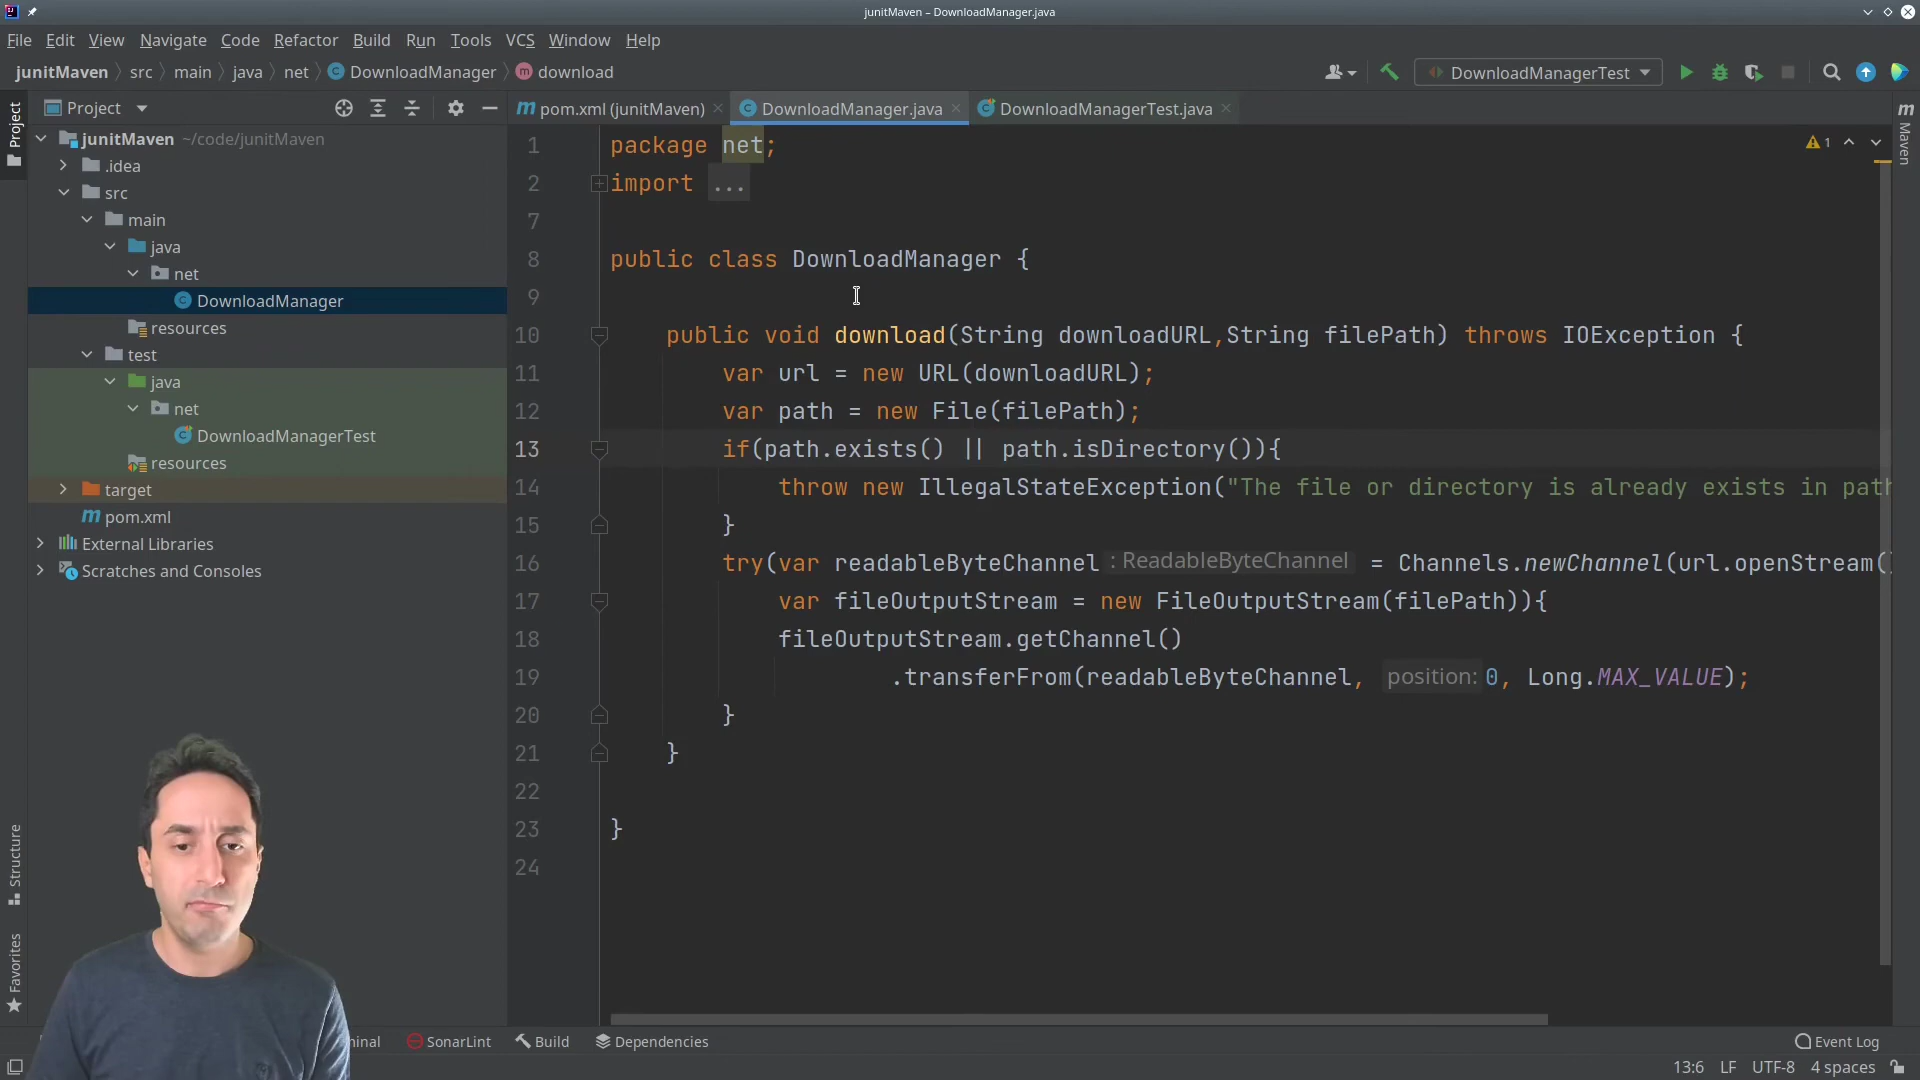 junitMaven – DownloadManager.java
File Edit View Navigate Code Refactor Build Run Tools VCS Window Help
junitMaven src main java net DownloadManager m download
DownloadManagerTest
Project
m pom.xml (junitMaven)
C DownloadManager.java
C DownloadManagerTest.java
Project
m Maven
junitMaven ~/code/junitMaven
.idea
src
main
java
net
C DownloadManager
resources
test
java
net
C DownloadManagerTest
resources
target
m pom.xml
External Libraries
Scratches and Consoles
1 package net;
2 import ...
7
8 public class DownloadManager {
9
10 public void download(String downloadURL,String filePath) throws IOException {
11 var url = new URL(downloadURL);
12 var path = new File(filePath);
13 if(path.exists() || path.isDirectory()){
14 throw new IllegalStateException("The file or directory is already exists in path
15 }
16 try(var readableByteChannel : ReadableByteChannel = Channels.newChannel(url.openStream()
17 var fileOutputStream = new FileOutputStream(filePath)){
18 fileOutputStream.getChannel()
19 .transferFrom(readableByteChannel, position: 0, Long.MAX_VALUE);
20 }
21 }
22
23 }
24
1
Structure
Favorites
minal SonarLint Build Dependencies Event Log
13:6 LF UTF-8 4 spaces